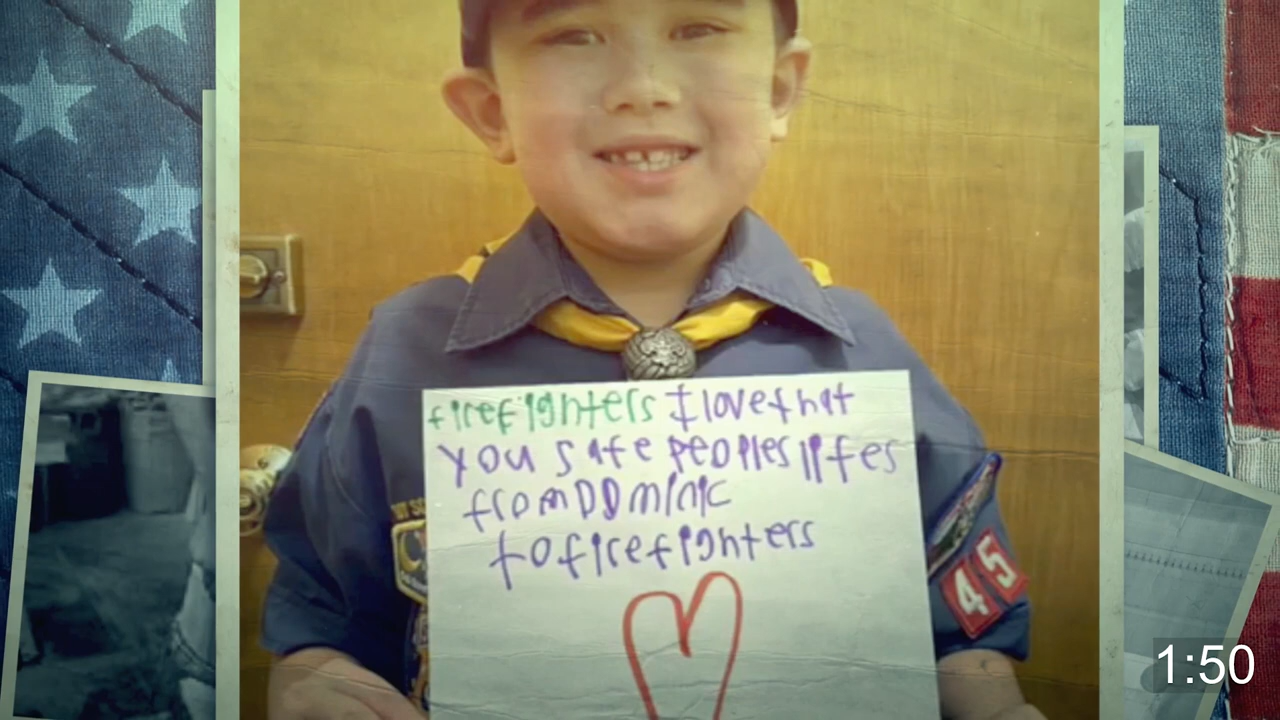 firefighters I love that
you safe peoples lifes
from Dominic
to firefighters
45
1:50